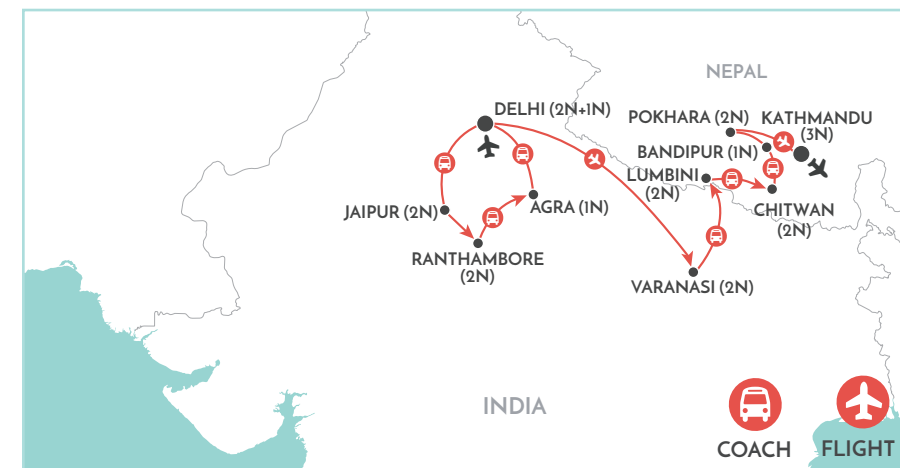 NEPAL
DELHI (2N+1N)
POKHARA (2N)
KATHMANDU
(3N)
BANDIPUR (1N)
LUMBINI
(2N)
JAIPUR (2N)
AGRA (1N)
CHITWAN
(2N)
RANTHAMBORE
(2N)
VARANASI (2N)
INDIA
COACH
FLIGHT